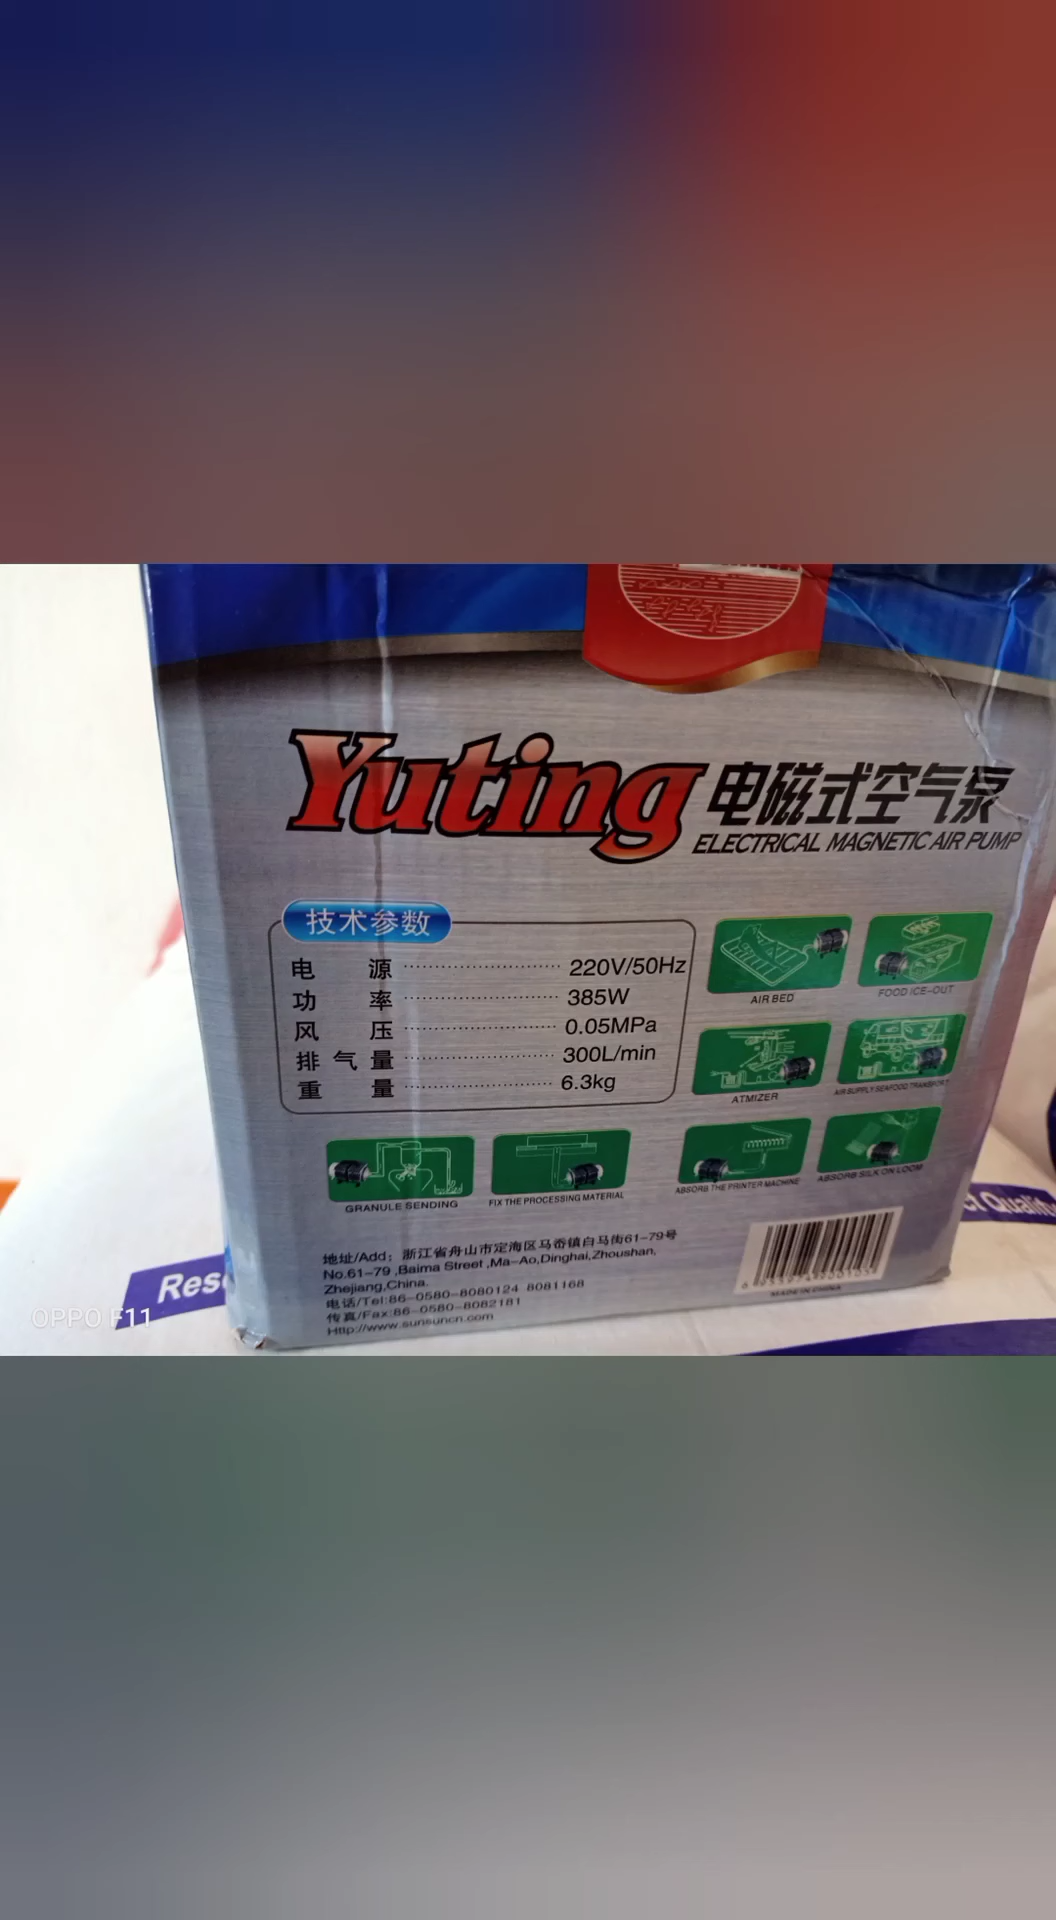 Yuting 电磁式空气泵
ELECTRICAL MAGNETIC AIR PUMP
技术参数
电 源 ···························· 220V/50Hz
功 率 ···························· 385W
风 压 ···························· 0.05MPa
排 气 量 ···························· 300L/min
重 量 ···························· 6.3kg
AIR BED
FOOD ICE-OUT
ATMIZER
AIR SUPPLY SEAFOOD TRANSPORT
GRANULE SENDING
FIX THE PROCESSING MATERIAL
ABSORB THE PRINTER MACHINE
ABSORB SILK ON LOOM
地址/Add: 浙江省舟山市定海区马岙镇白马街61-79号
No.61-79 ,Baima Street ,Ma-Ao,Dinghai,Zhoushan,
Zhejiang,China.
电话/Tel:86-0580-8080124 8081168
传真/Fax:86-0580-8082181
Http://www.sunsuncn.com
MADE IN CHINA
Rese
ct Quality
OPPO F11